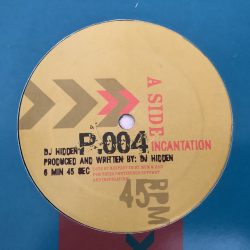 A SIDE
P.004
INCANTATION
DJ HIDDEN
PRODUCED AND WRITTEN BY: DJ HIDDEN
6 MIN 45 SEC
45 RPM